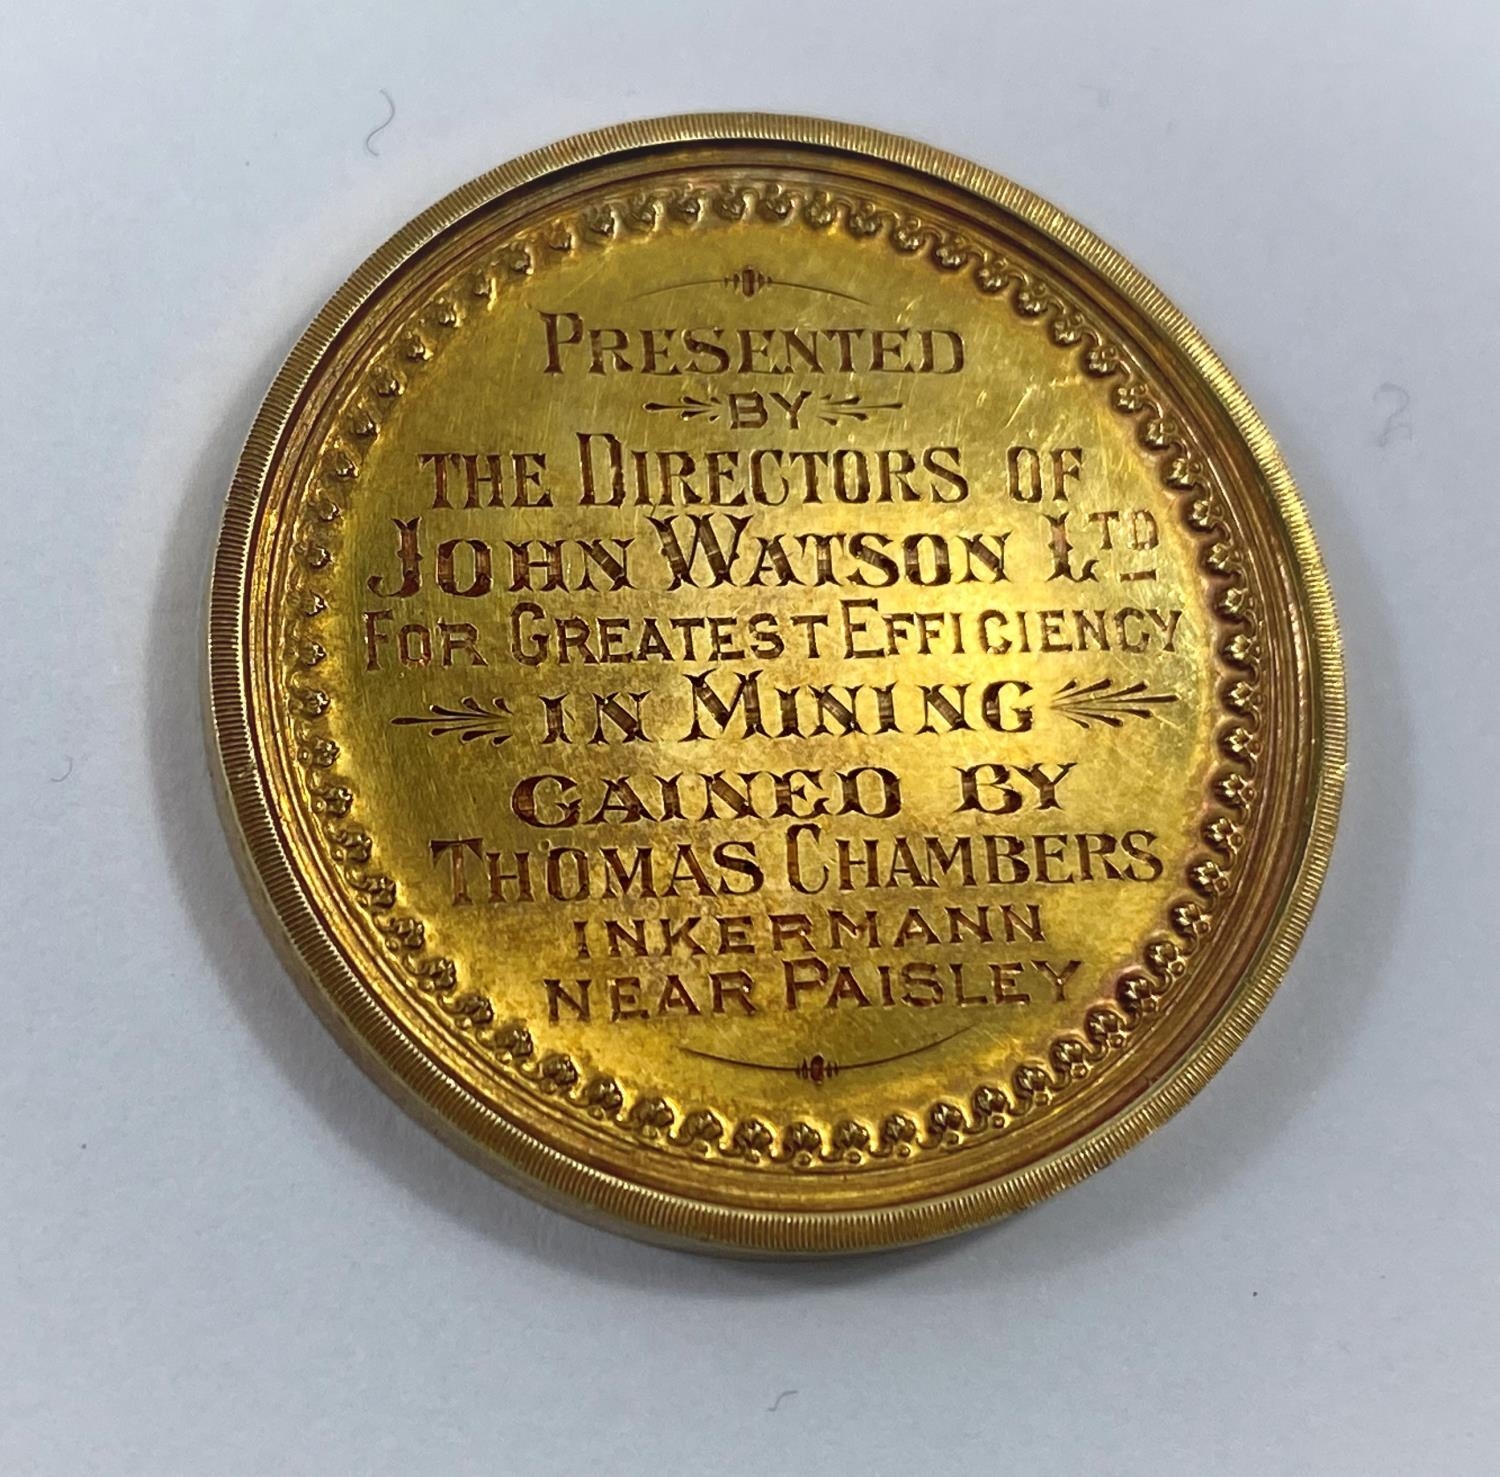 PRESENTED
BY
THE DIRECTORS OF
JOHN WATSON LTD
FOR GREATEST EFFICIENCY
IN MINING
GAINED BY
THOMAS CHAMBERS
INKERMANN
NEAR PAISLEY